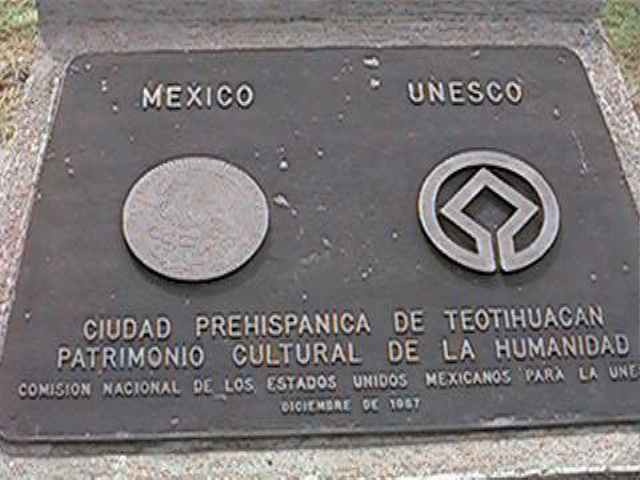 MEXICO UNESCO
CIUDAD PREHISPANICA DE TEOTIHUACAN
PATRIMONIO CULTURAL DE LA HUMANIDAD
COMISION NACIONAL DE LOS ESTADOS UNIDOS MEXICANOS PARA LA UNE
DICIEMBRE DE 1987